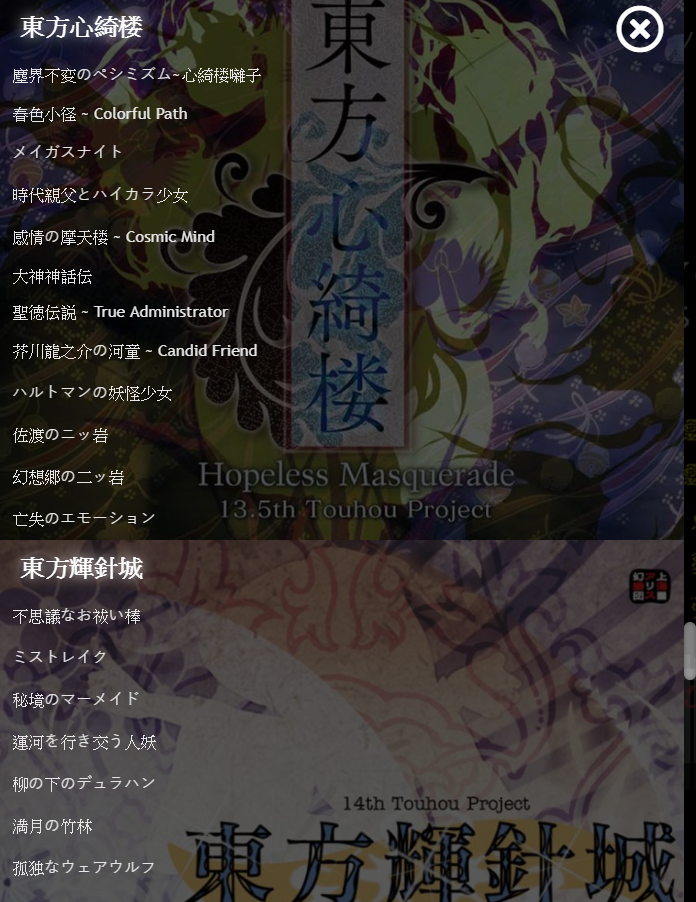 東方心綺楼
塵界不変のペシミズム~心綺楼囃子
春色小径 ~ Colorful Path
メイガスナイト
時代親父とハイカラ少女
感情の摩天楼 ~ Cosmic Mind
大神神話伝
聖徳伝説 ~ True Administrator
芥川龍之介の河童 ~ Candid Friend
ハルトマンの妖怪少女
佐渡のニッ岩
幻想郷の二ッ岩
亡失のエモーション
東方心綺楼
Hopeless Masquerade
13.5th Touhou Project
東方輝針城
不思議なお祓い棒
ミストレイク
秘境のマーメイド
運河を行き交う人妖
柳の下のデュラハン
満月の竹林
孤独なウェアウルフ
上海アリス幻樂団
14th Touhou Project
東方輝針城